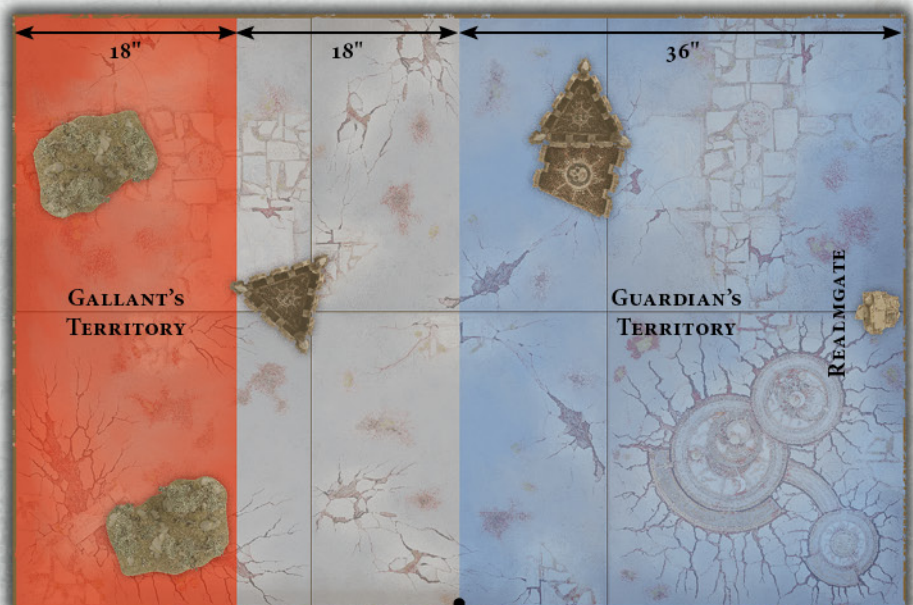 18" 18" 36"
Gallant's
Territory
Guardian's
Territory
Realmgate